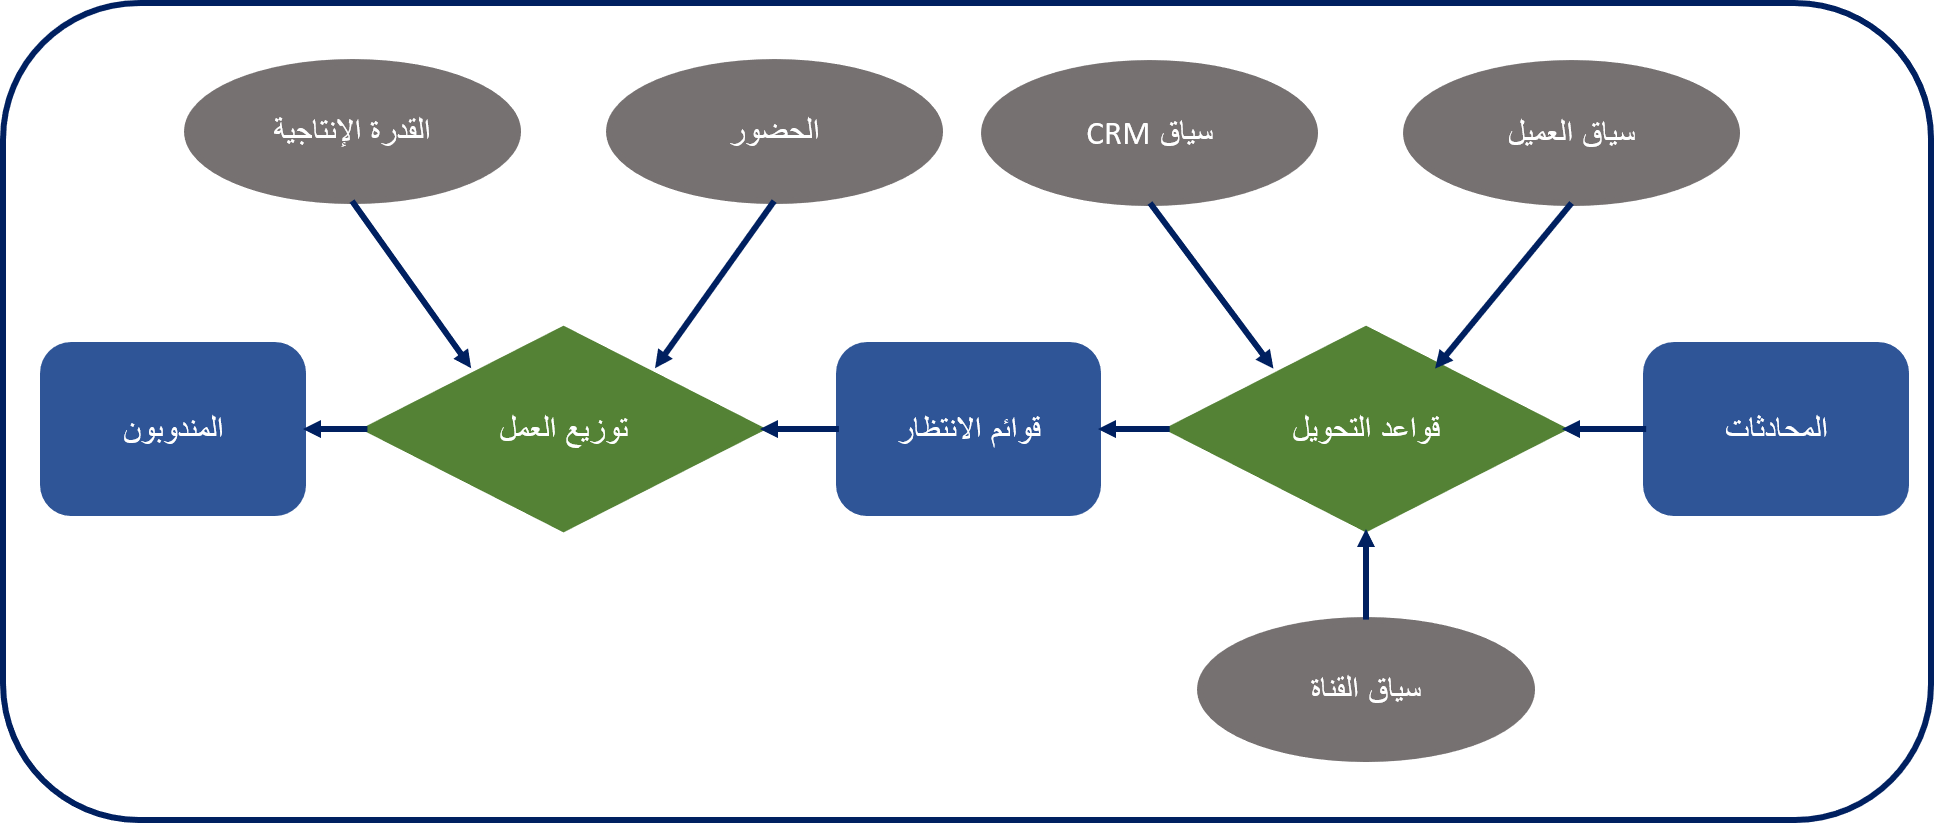 سياق العميل
سياق CRM
الحضور
القدرة الإنتاجية
المحادثات
قواعد التحويل
قوائم الانتظار
توزيع العمل
المندوبون
سياق القناة